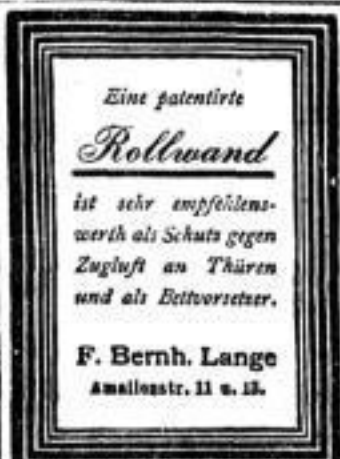 Eine patentirte
Rollwand
ist sehr empfehlens-
werth als Schutz gegen
Zugluft an Thüren
und als Bettvorsetzer.
F. Bernh. Lange
Amalienstr. 11 u. 13.